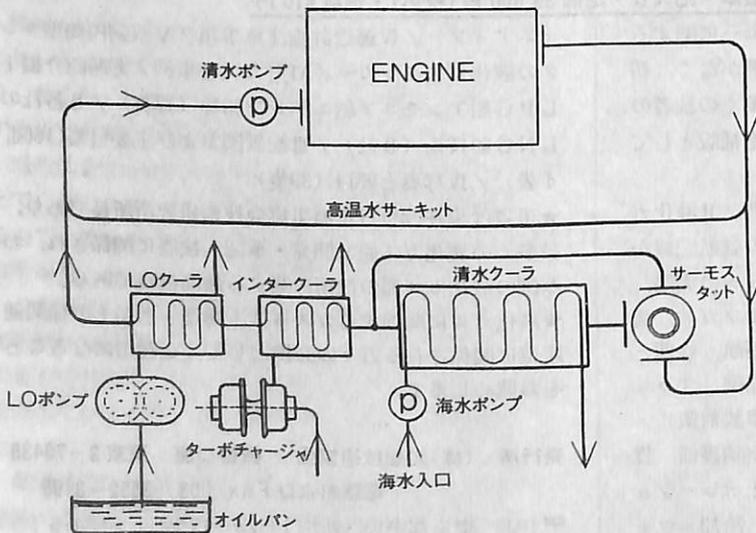 清水ポンプ
P
ENGINE
高温水サーキット
LOクーラ
インタークーラ
清水クーラ
サーモス
タット
LOポンプ
ターボチャージャ
P
海水ポンプ
海水入口
オイルパン